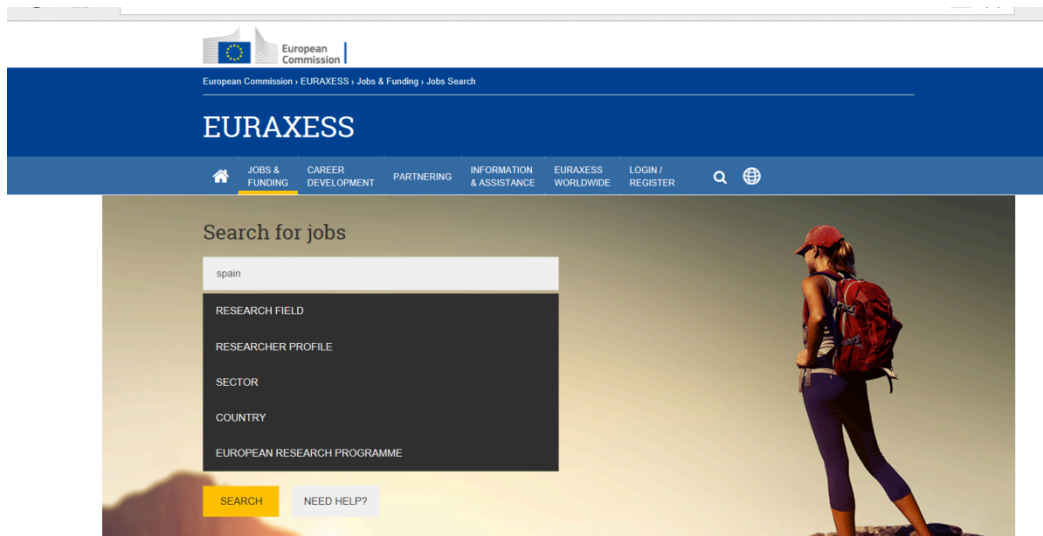 European
Commission
European Commission › EURAXESS › Jobs & Funding › Jobs Search
EURAXESS
JOBS &
FUNDING
CAREER
DEVELOPMENT
PARTNERING
INFORMATION
& ASSISTANCE
EURAXESS
WORLDWIDE
LOGIN /
REGISTER
Search for jobs
spain
RESEARCH FIELD
RESEARCHER PROFILE
SECTOR
COUNTRY
EUROPEAN RESEARCH PROGRAMME
SEARCH
NEED HELP?